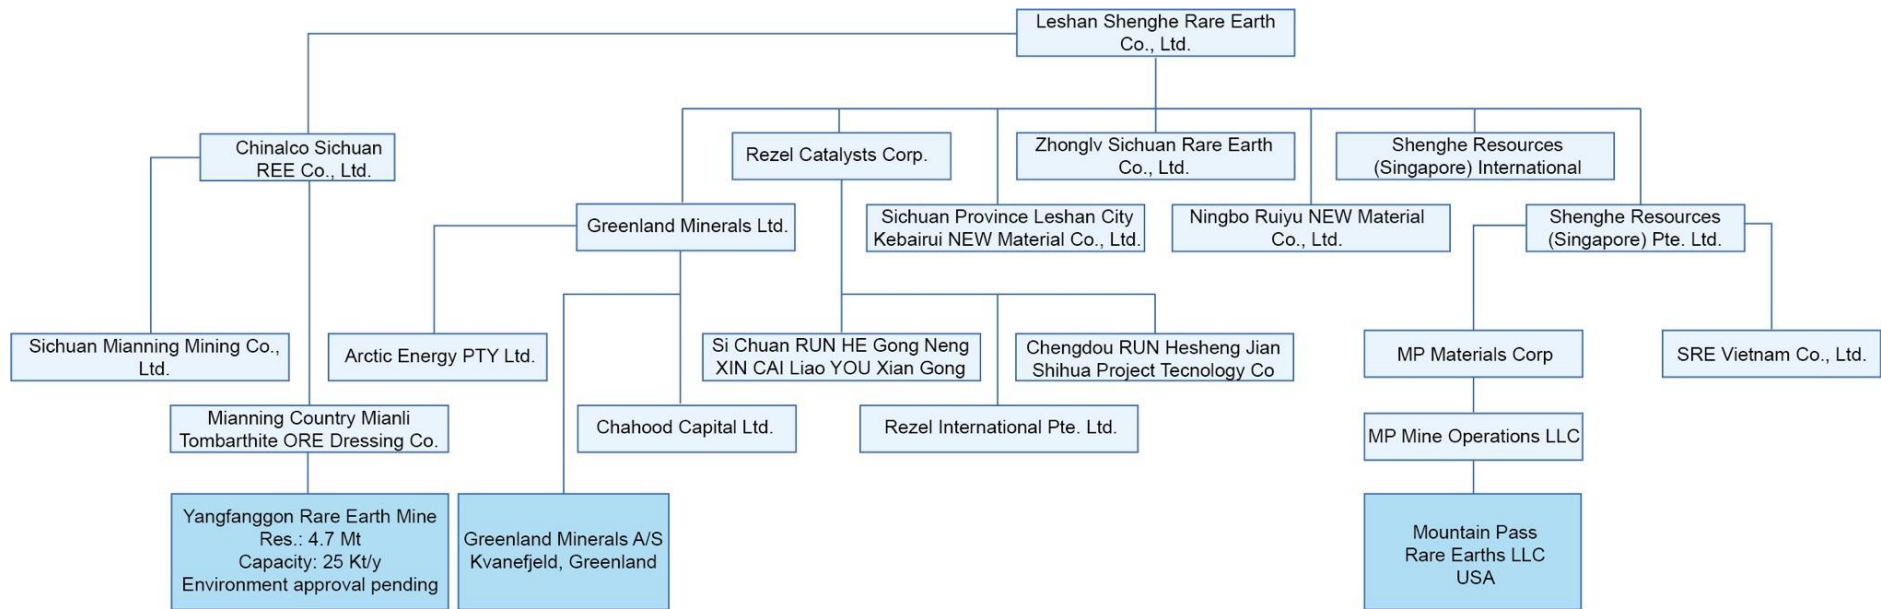 Leshan Shenghe Rare Earth
Co., Ltd.
Chinalco Sichuan
REE Co., Ltd.
Rezel Catalysts Corp.
Zhonglv Sichuan Rare Earth
Co., Ltd.
Shenghe Resources
(Singapore) International
Greenland Minerals Ltd.
Sichuan Province Leshan City
Kebairui NEW Material Co., Ltd.
Ningbo Ruiyu NEW Material
Co., Ltd.
Shenghe Resources
(Singapore) Pte. Ltd.
Sichuan Mianning Mining Co.,
Ltd.
Arctic Energy PTY Ltd.
Si Chuan RUN HE Gong Neng
XIN CAI Liao YOU Xian Gong
Chengdou RUN Hesheng Jian
Shihua Project Tecnology Co
MP Materials Corp
SRE Vietnam Co., Ltd.
Mianning Country Mianli
Tombarthite ORE Dressing Co.
Chahood Capital Ltd.
Rezel International Pte. Ltd.
MP Mine Operations LLC
Yangfanggon Rare Earth Mine
Res.: 4.7 Mt
Capacity: 25 Kt/y
Environment approval pending
Greenland Minerals A/S
Kvanefjeld, Greenland
Mountain Pass
Rare Earths LLC
USA